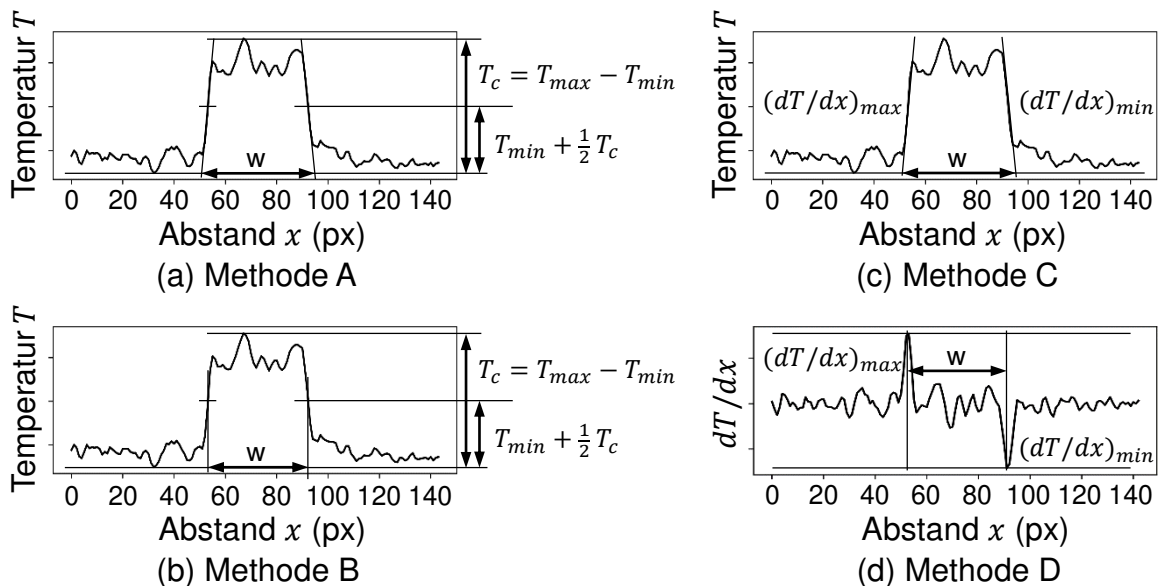 Temperatur T
T_c = T_max − T_min
T_min + ½ T_c
w
0 20 40 60 80 100 120 140
Abstand x (px)
(a) Methode A
Temperatur T
(dT/dx)_max
(dT/dx)_min
w
0 20 40 60 80 100 120 140
Abstand x (px)
(c) Methode C
Temperatur T
T_c = T_max − T_min
T_min + ½ T_c
w
0 20 40 60 80 100 120 140
Abstand x (px)
(b) Methode B
dT/dx
(dT/dx)_max
w
(dT/dx)_min
0 20 40 60 80 100 120 140
Abstand x (px)
(d) Methode D